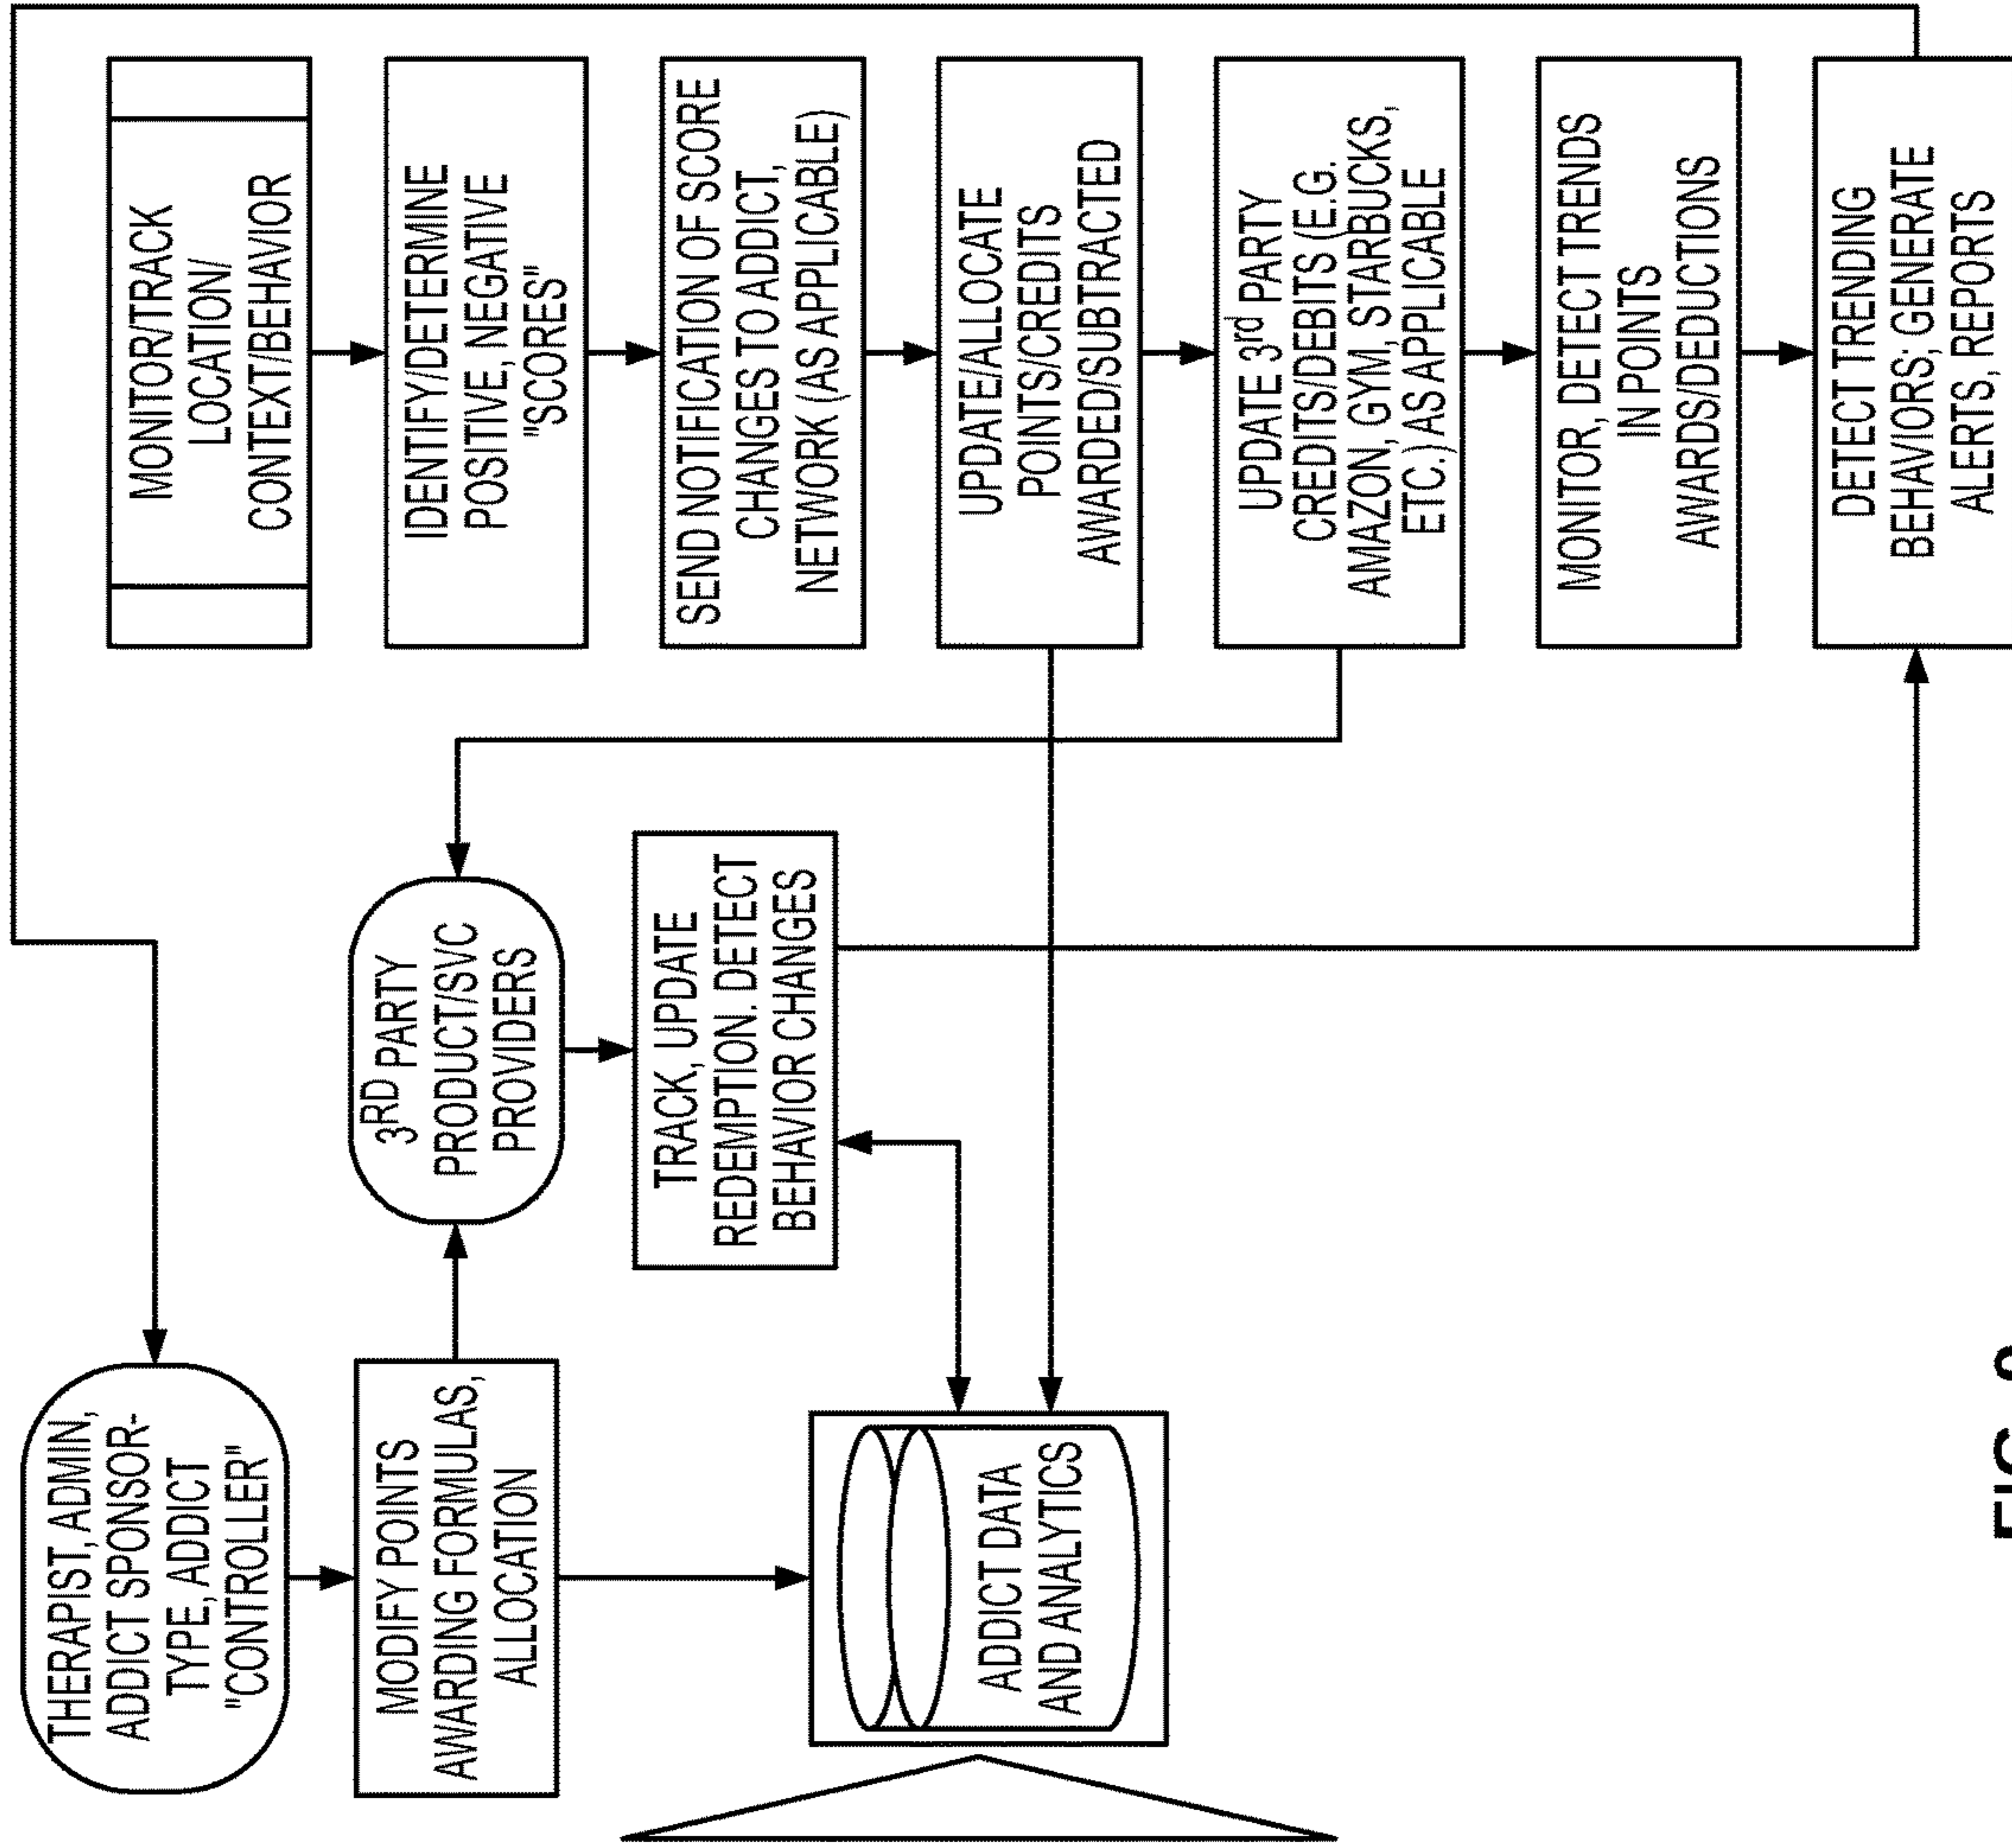 THERAPIST, ADMIN,
ADDICT SPONSOR-
TYPE, ADDICT
"CONTROLLER"
MODIFY POINTS
AWARDING FORMULAS,
ALLOCATION
ADDICT DATA
AND ANALYTICS
3RD PARTY
PRODUCT/SVC
PROVIDERS
TRACK, UPDATE
REDEMPTION. DETECT
BEHAVIOR CHANGES
MONITOR/TRACK
LOCATION/
CONTEXT/BEHAVIOR
IDENTIFY/DETERMINE
POSITIVE, NEGATIVE
"SCORES"
SEND NOTIFICATION OF SCORE
CHANGES TO ADDICT,
NETWORK (AS APPLICABLE)
UPDATE/ALLOCATE
POINTS/CREDITS
AWARDED/SUBTRACTED
UPDATE 3rd PARTY
CREDITS/DEBITS (E.G.
AMAZON, GYM, STARBUCKS,
ETC.) AS APPLICABLE
MONITOR, DETECT TRENDS
IN POINTS
AWARDS/DEDUCTIONS
DETECT TRENDING
BEHAVIORS; GENERATE
ALERTS, REPORTS
FIG.